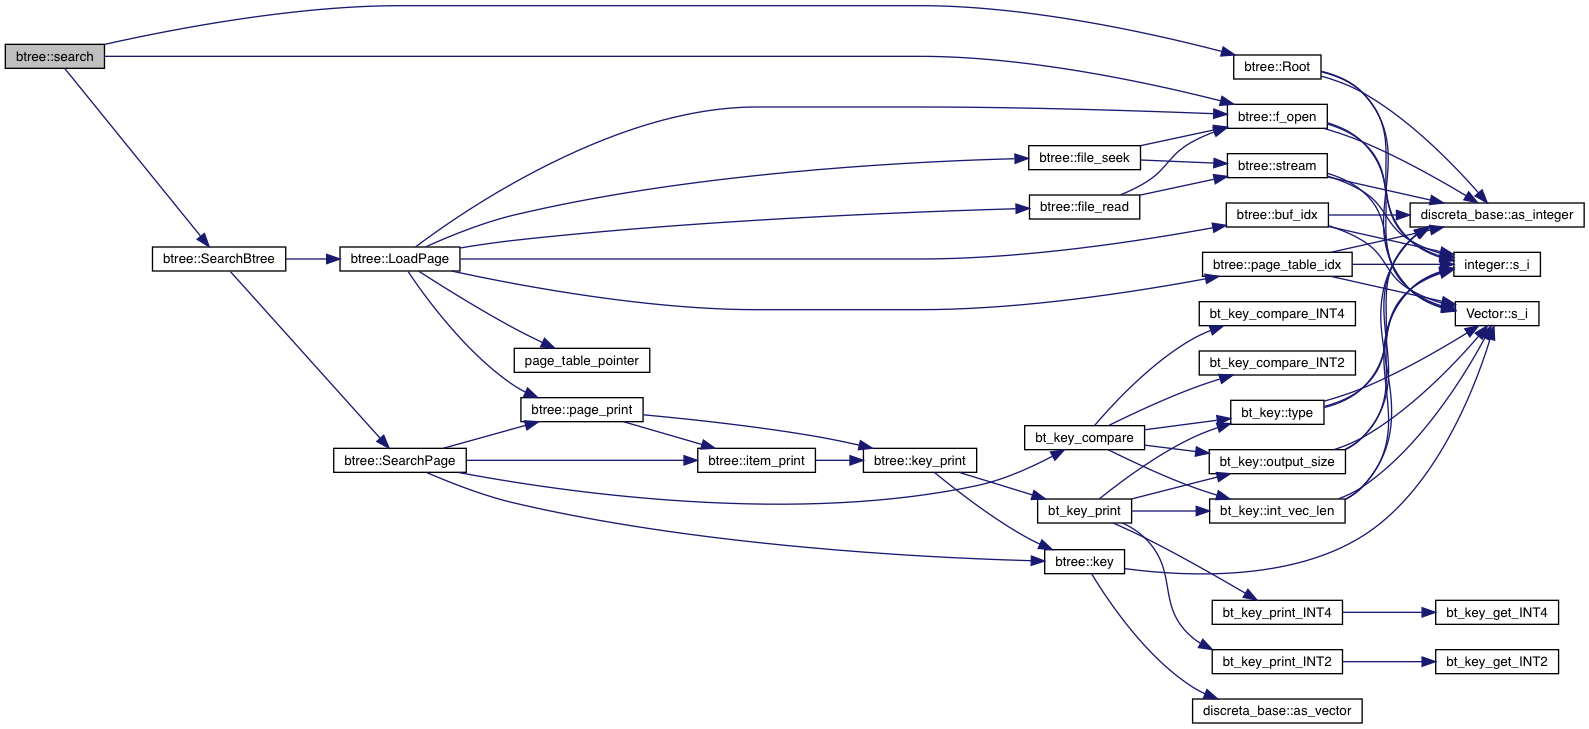 btree::search
btree::Root
btree::f_open
btree::file_seek
btree::stream
btree::file_read
btree::buf_idx
discreta_base::as_integer
btree::SearchBtree
btree::LoadPage
btree::page_table_idx
integer::s_i
bt_key_compare_INT4
Vector::s_i
page_table_pointer
bt_key_compare_INT2
btree::page_print
bt_key::type
bt_key_compare
btree::SearchPage
btree::item_print
btree::key_print
bt_key::output_size
bt_key_print
bt_key::int_vec_len
btree::key
bt_key_print_INT4
bt_key_get_INT4
bt_key_print_INT2
bt_key_get_INT2
discreta_base::as_vector